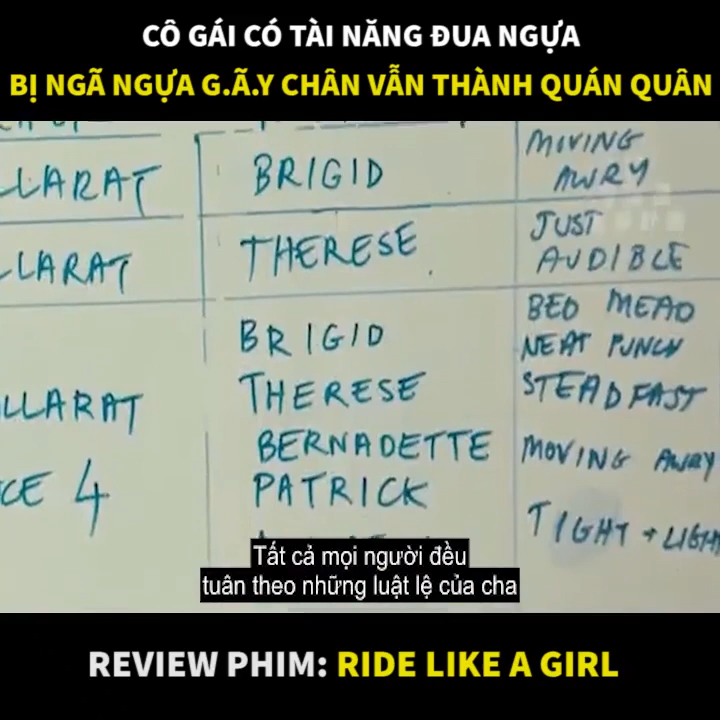 CÔ GÁI CÓ TÀI NĂNG ĐUA NGỰA
BỊ NGÃ NGỰA G.Ã.Y CHÂN VẪN THÀNH QUÁN QUÂN
LLARAT BRIGID MOVING AWRY
LLARAT THERESE JUST AUDIBLE
BRIGID BED MEAD
THERESE NEAT PUNCH
LLARAT BERNADETTE STEADFAST
CE 4 PATRICK MOVING AWAY
TIGHT + LIGH
Tất cả mọi người đều
tuân theo những luật lệ của cha
REVIEW PHIM: RIDE LIKE A GIRL